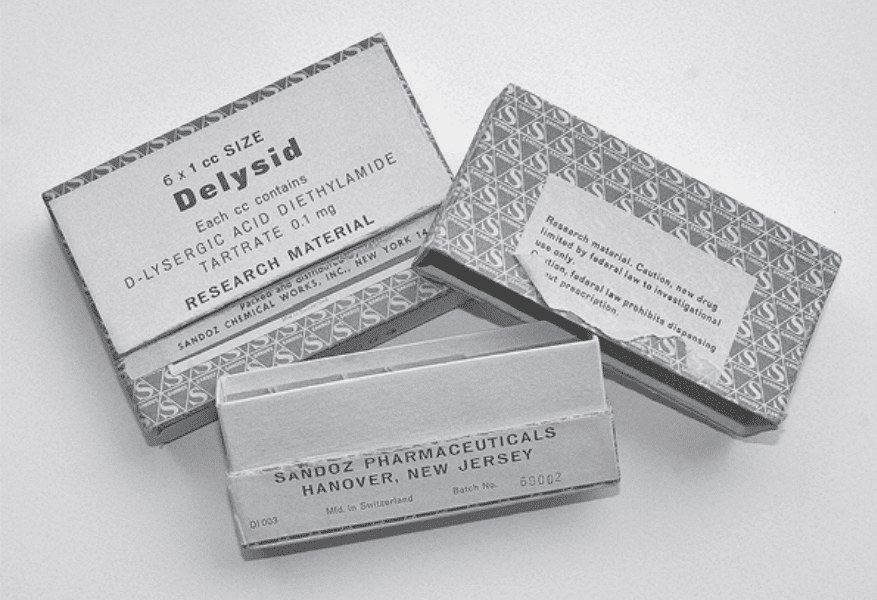 6 x 1 cc SIZE
Delysid
Each cc contains
D-LYSERGIC ACID DIETHYLAMIDE
TARTRATE 0.1 mg
RESEARCH MATERIAL
Packed and distributed by
SANDOZ CHEMICAL WORKS, INC., NEW YORK 14
Research material. Caution, new drug
limited by federal law to investigational
use only.
federal law prohibits dispensing
prescription.
SANDOZ PHARMACEUTICALS
HANOVER, NEW JERSEY
DI 003 Mfd. in Switzerland Batch No. 69002